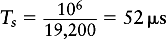 T_s = 10^6 / 19,200 = 52 μs